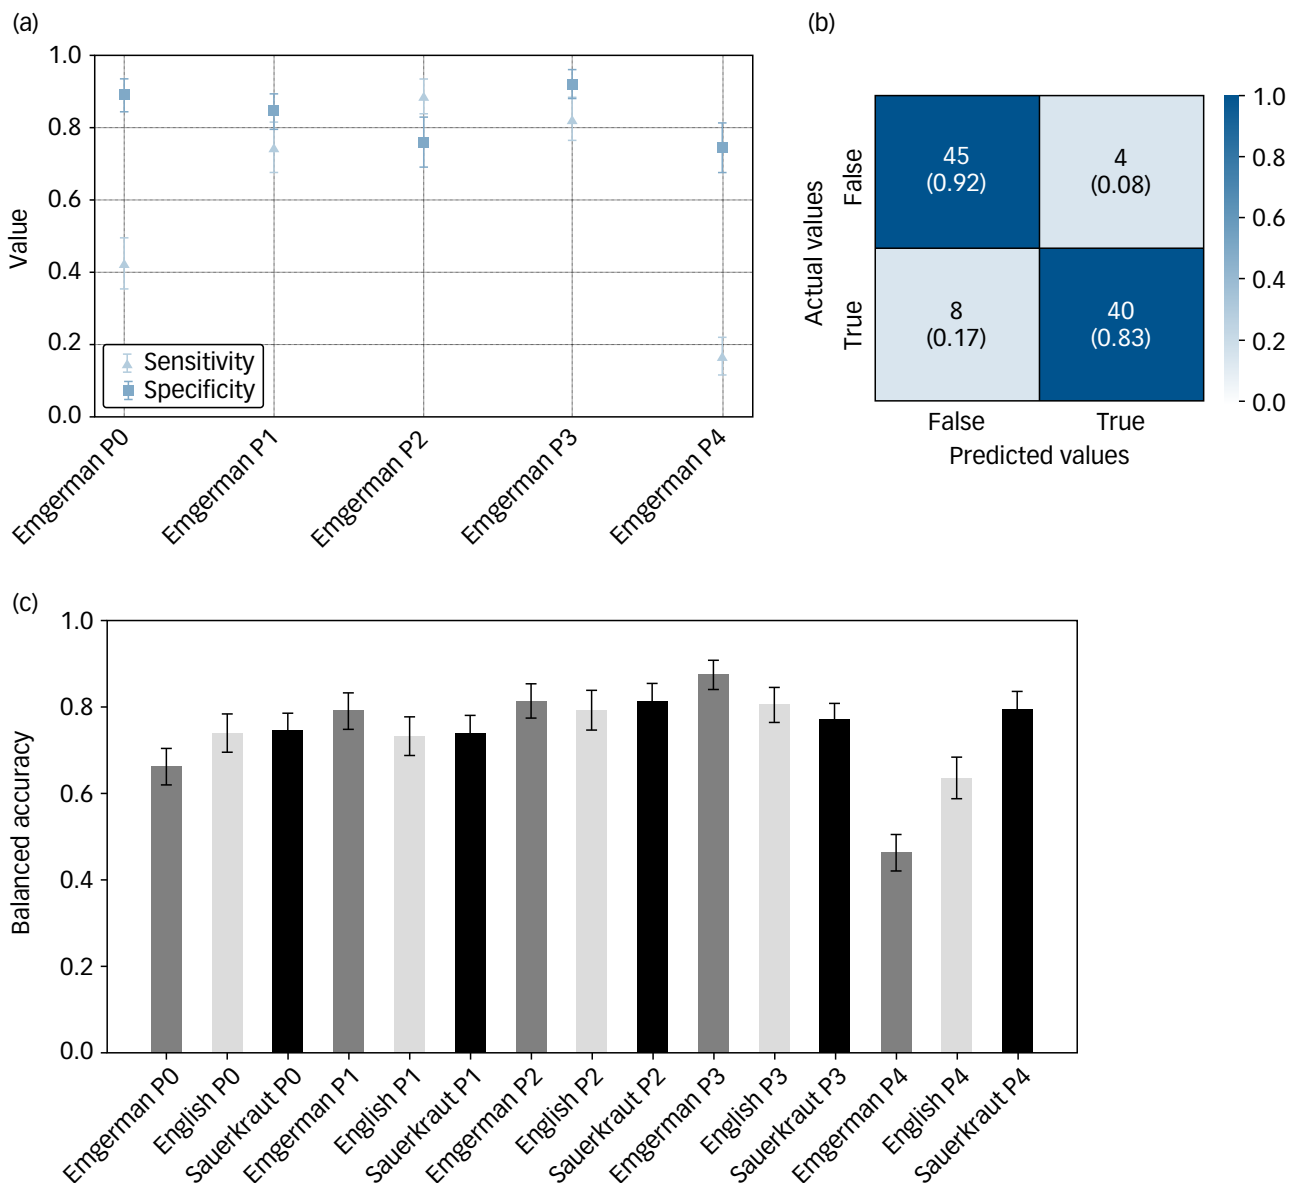 (a)
1.0
0.8
0.6
0.4
0.2
0.0
Value
Sensitivity
Specificity
Emgerman P0
Emgerman P1
Emgerman P2
Emgerman P3
Emgerman P4
(b)
Actual values
False
True
45
(0.92)
4
(0.08)
8
(0.17)
40
(0.83)
False
True
Predicted values
1.0
0.8
0.6
0.4
0.2
0.0
(c)
1.0
0.8
0.6
0.4
0.2
0.0
Balanced accuracy
Emgerman P0
English P0
Sauerkraut P0
Emgerman P1
English P1
Sauerkraut P1
Emgerman P2
English P2
Sauerkraut P2
Emgerman P3
English P3
Sauerkraut P3
Emgerman P4
English P4
Sauerkraut P4